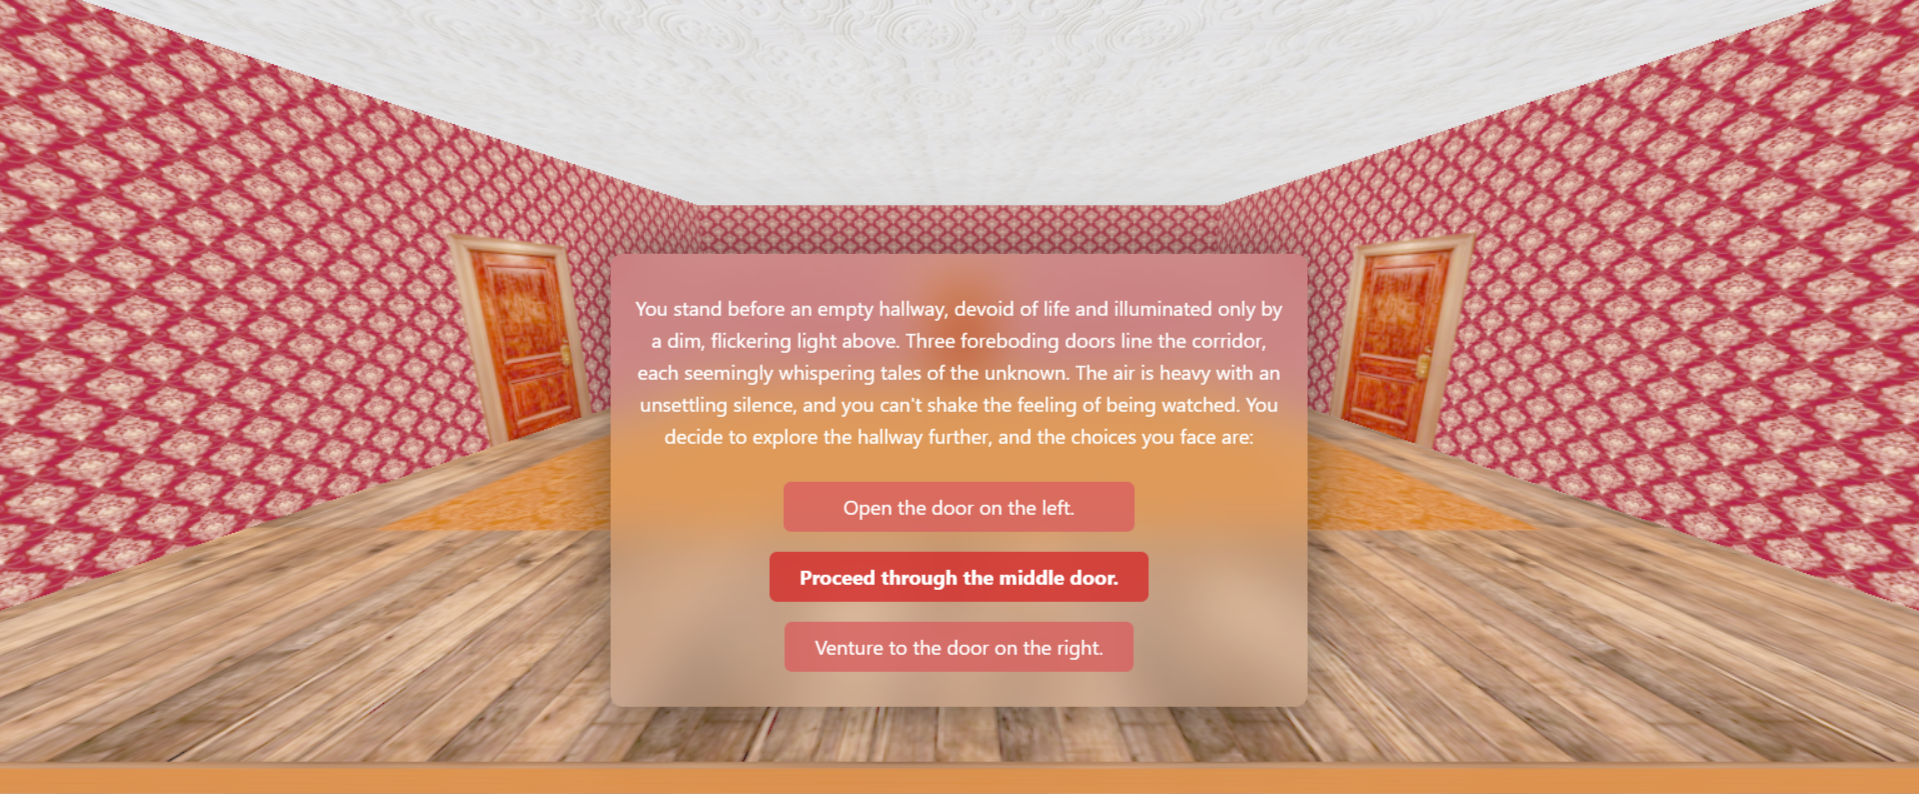 You stand before an empty hallway, devoid of life and illuminated only by
a dim, flickering light above. Three foreboding doors line the corridor,
each seemingly whispering tales of the unknown. The air is heavy with an
unsettling silence, and you can't shake the feeling of being watched. You
decide to explore the hallway further, and the choices you face are:
Open the door on the left.
Proceed through the middle door.
Venture to the door on the right.